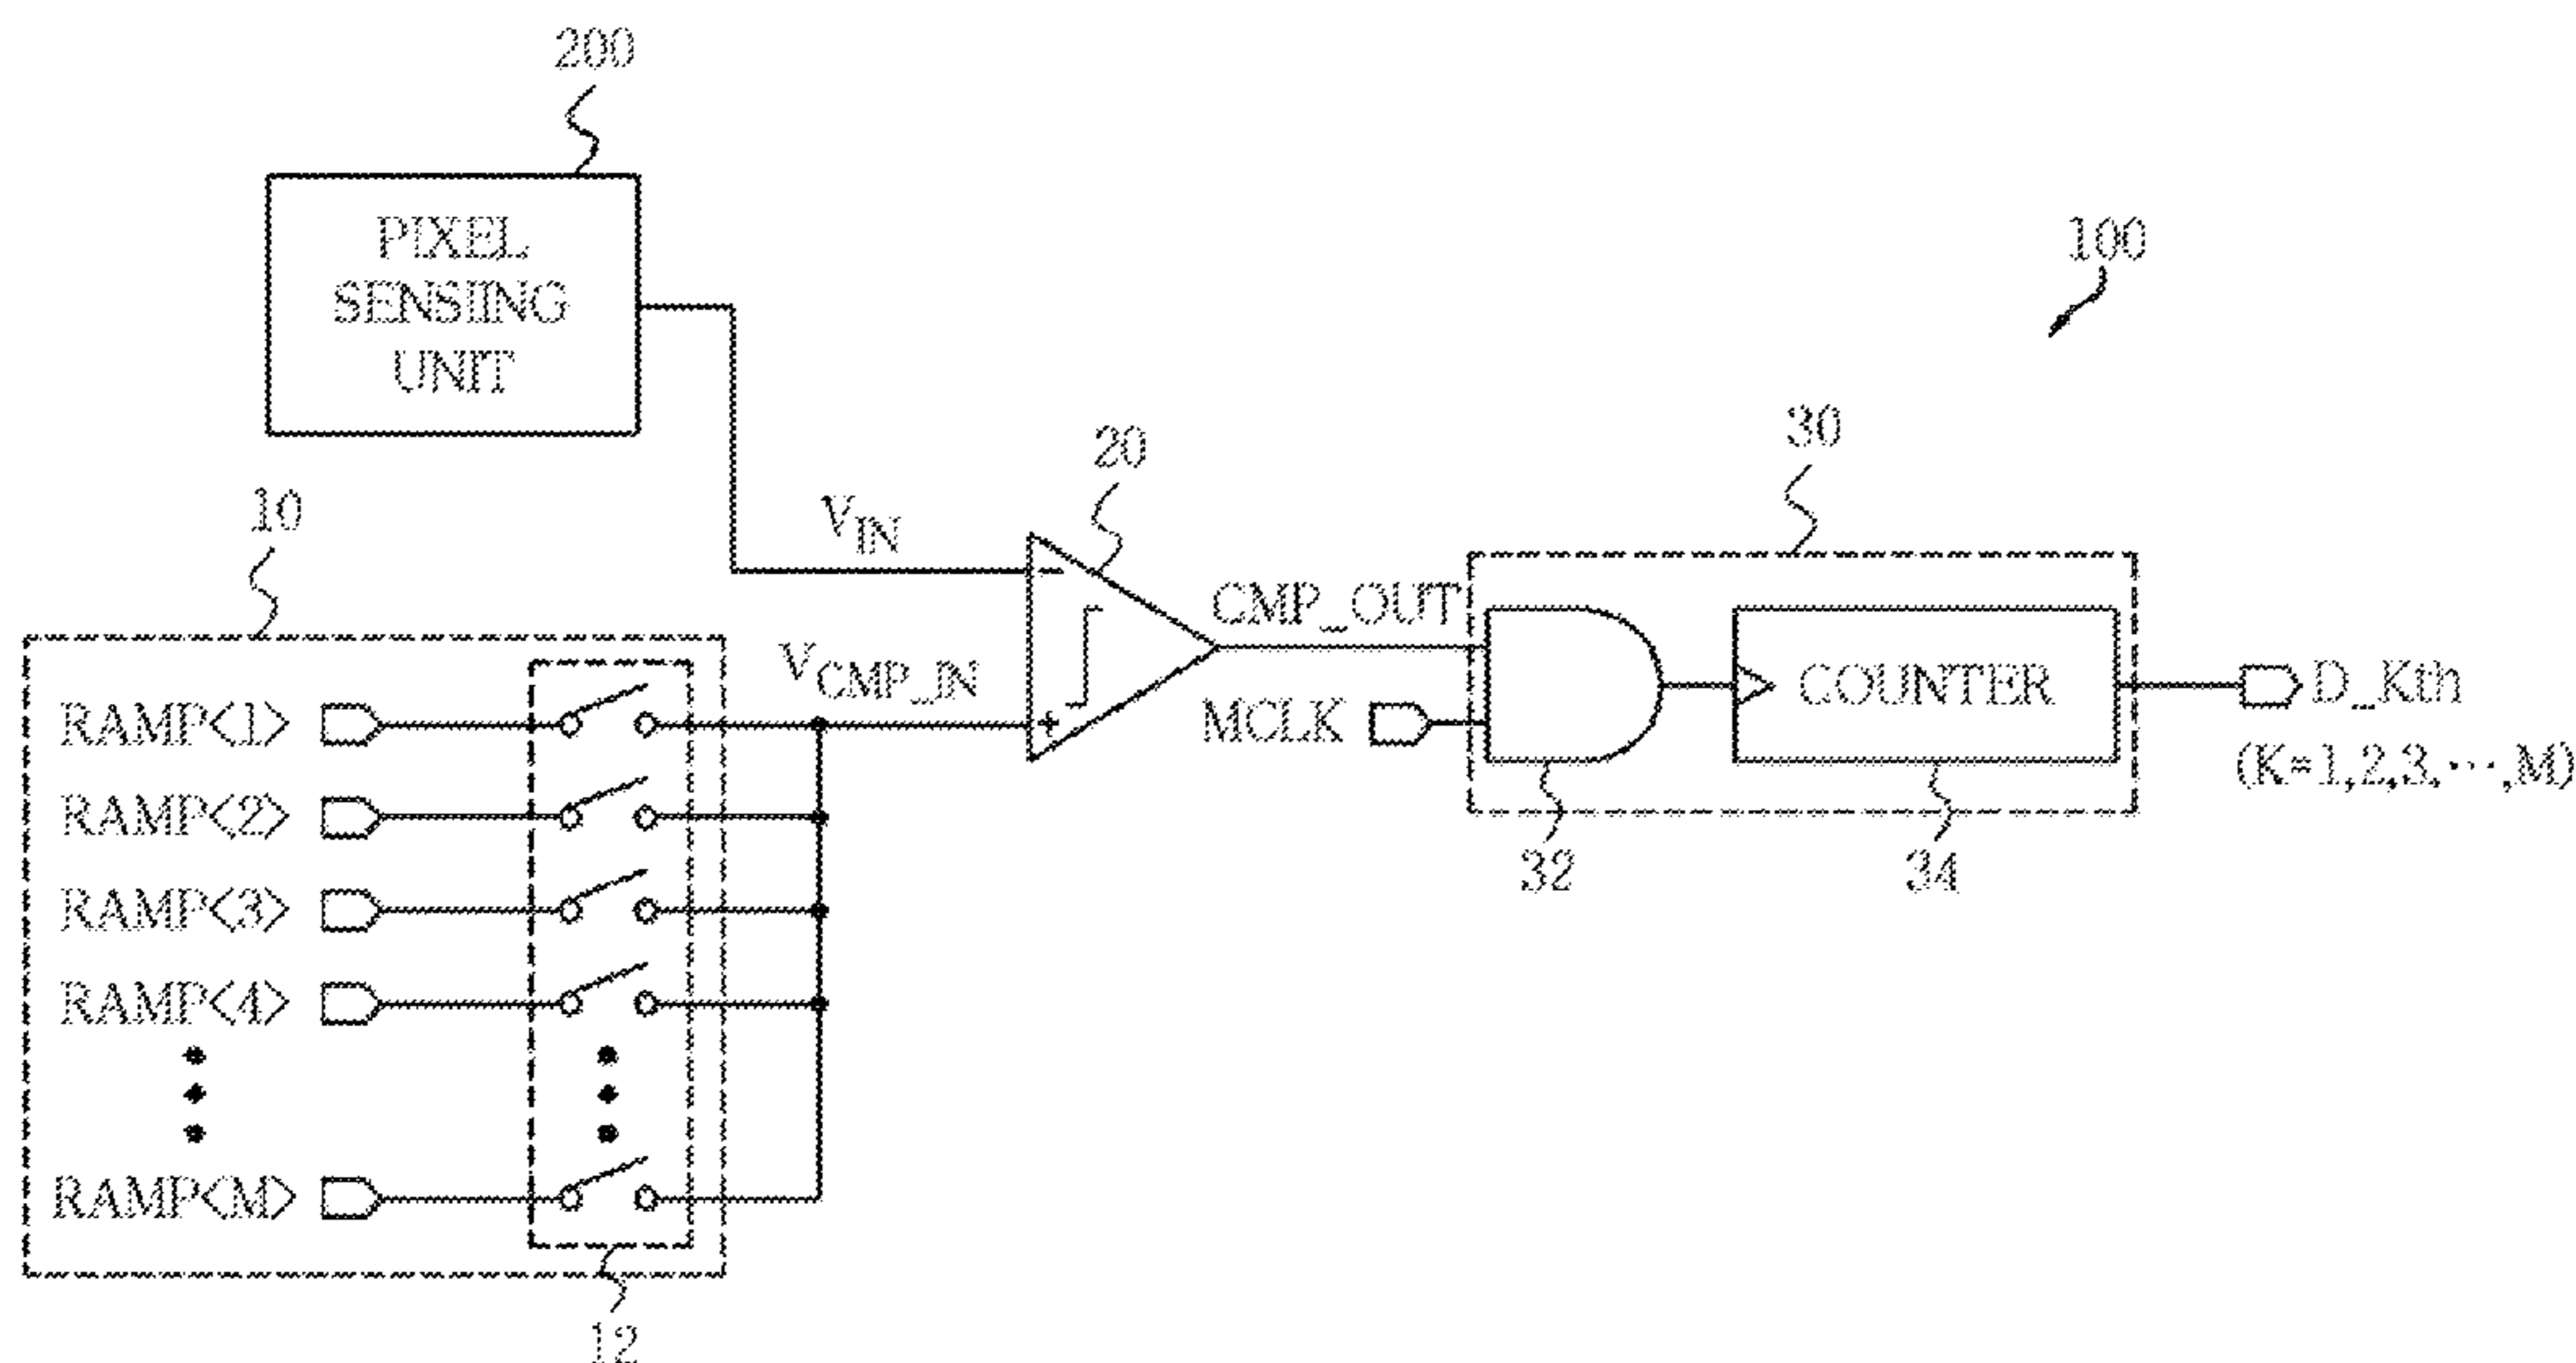 200
PIXEL
SENSIING
UNIT
100
10
20
30
V_IN
V_CMP_IN
CMP_OUT
MCLK
COUNTER
D_Kth
(K=1,2,3,···,M)
32
34
RAMP<1>
RAMP<2>
RAMP<3>
RAMP<4>
RAMP<M>
12